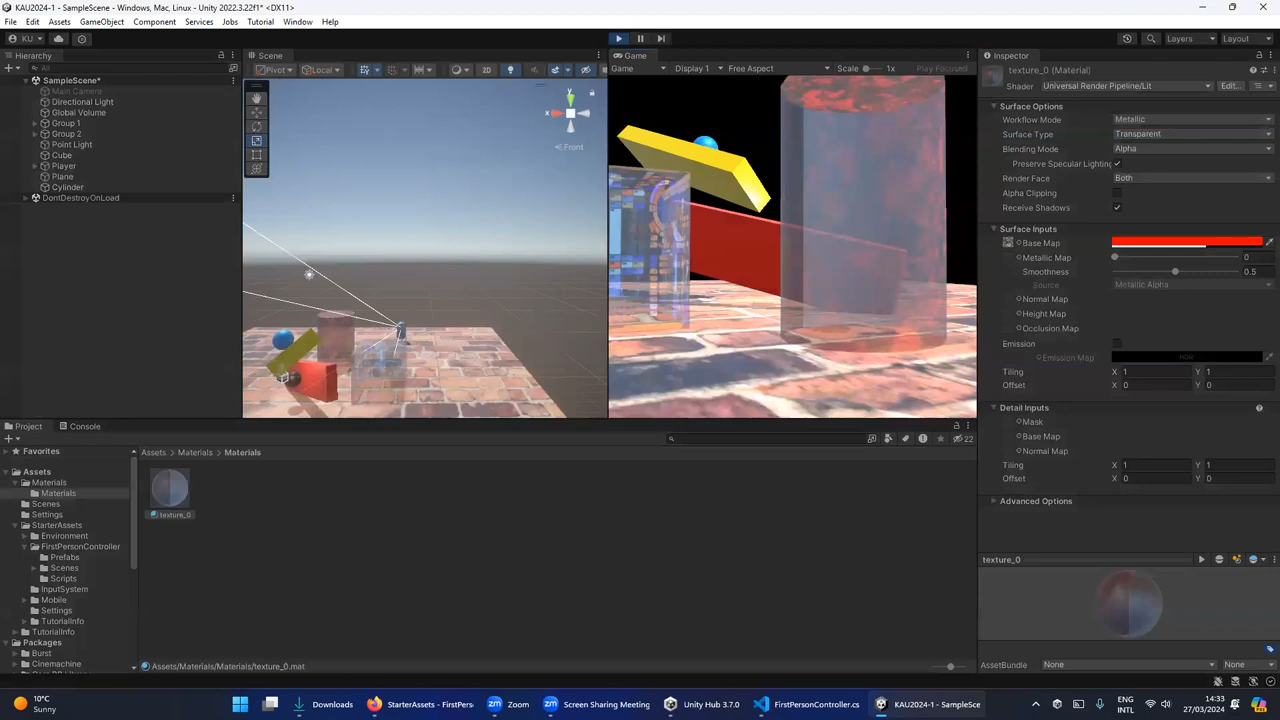 KAU2024-1 - SampleScene - Windows, Mac, Linux - Unity 2022.3.22f1* <DX11>
File Edit Assets GameObject Component Services Jobs Tutorial Window Help
KU Layers Layout
Hierarchy Scene Game Inspector
All Pivot Local 2D Game Display 1 Free Aspect Scale 1x Play Focused
texture_0 (Material)
Shader Universal Render Pipeline/Lit Edit...
SampleScene*
Main Camera
Directional Light
Global Volume
Group 1
Group 2
Point Light
Cube
Player
Plane
Cylinder
DontDestroyOnLoad
y
x
Front
Surface Options
Workflow Mode Metallic
Surface Type Transparent
Blending Mode Alpha
Preserve Specular Lighting
Render Face Both
Alpha Clipping
Receive Shadows
Surface Inputs
Base Map
Metallic Map 0
Smoothness 0.5
Source Metallic Alpha
Normal Map
Height Map
Occlusion Map
Emission
Emission Map HDR
Tiling X 1 Y 1
Offset X 0 Y 0
Detail Inputs
Mask
Base Map
Normal Map
Tiling X 1 Y 1
Offset X 0 Y 0
Advanced Options
texture_0
AssetBundle None None
Project Console
22
Favorites
Assets
Materials
Materials
Scenes
Settings
StarterAssets
Environment
FirstPersonController
Prefabs
Scenes
Scripts
InputSystem
Mobile
Settings
TutorialInfo
TutorialInfo
Packages
Burst
Cinemachine
Assets > Materials > Materials
texture_0
Assets/Materials/Materials/texture_0.mat
10°C
Sunny
Downloads StarterAssets - FirstPerso Zoom Screen Sharing Meeting Unity Hub 3.7.0 FirstPersonController.cs KAU2024-1 - SampleSce
ENG
INTL
14:33
27/03/2024